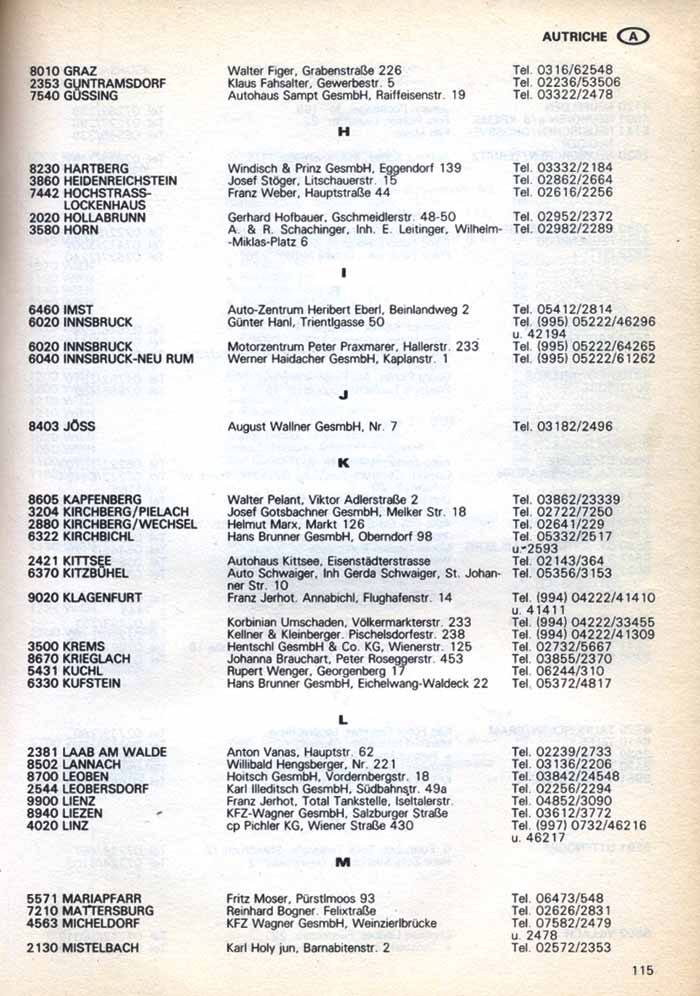 AUTRICHE A
8010 GRAZ Walter Figer, Grabenstraße 226 Tel. 0316/62548
2353 GUNTRAMSDORF Klaus Fahsalter, Gewerbestr. 5 Tel. 02236/53506
7540 GÜSSING Autohaus Sampt GesmbH, Raiffeisenstr. 19 Tel. 03322/2478
H
8230 HARTBERG Windisch & Prinz GesmbH, Eggendorf 139 Tel. 03332/2184
3860 HEIDENREICHSTEIN Josef Stöger, Litschauerstr. 15 Tel. 02862/2664
7442 HOCHSTRASS- Franz Weber, Hauptstraße 44 Tel. 02616/2256
LOCKENHAUS
2020 HOLLABRUNN Gerhard Hofbauer, Gschmeidlerstr. 48-50 Tel. 02952/2372
3580 HORN A. & R. Schachinger, Inh. E. Leitinger, Wilhelm- Tel. 02982/2289
-Miklas-Platz 6
I
6460 IMST Auto-Zentrum Heribert Eberl, Beinlandweg 2 Tel. 05412/2814
6020 INNSBRUCK Günter Hanl, Trientlgasse 50 Tel. (995) 05222/46296
u. 42194
6020 INNSBRUCK Motorzentrum Peter Praxmarer, Hallerstr. 233 Tel. (995) 05222/64265
6040 INNSBRUCK-NEU RUM Werner Haidacher GesmbH, Kaplanstr. 1 Tel. (995) 05222/61262
J
8403 JÖSS August Wallner GesmbH, Nr. 7 Tel. 03182/2496
K
8605 KAPFENBERG Walter Pelant, Viktor Adlerstraße 2 Tel. 03862/23339
3204 KIRCHBERG/PIELACH Josef Gotsbachner GesmbH, Melker Str. 18 Tel. 02722/7250
2880 KIRCHBERG/WECHSEL Helmut Marx, Markt 126 Tel. 02641/229
6322 KIRCHBICHL Hans Brunner GesmbH, Oberndorf 98 Tel. 05332/2517
u. 2593
2421 KITTSEE Autohaus Kittsee, Eisenstädterstrasse Tel. 02143/364
6370 KITZBÜHEL Auto Schwaiger, Inh Gerda Schwaiger, St. Johan- Tel. 05356/3153
ner Str. 10
9020 KLAGENFURT Franz Jerhot. Annabichl, Flughafenstr. 14 Tel. (994) 04222/41410
u. 41411
Korbinian Umschaden, Völkermarkterstr. 233 Tel. (994) 04222/33455
Kellner & Kleinberger. Pischelsdorfestr. 238 Tel. (994) 04222/41309
3500 KREMS Hentschl GesmbH & Co. KG, Wienerstr. 125 Tel. 02732/5667
8670 KRIEGLACH Johanna Brauchart, Peter Roseggerstr. 453 Tel. 03855/2370
5431 KUCHL Rupert Wenger, Georgenberg 17 Tel. 06244/310
6330 KUFSTEIN Hans Brunner GesmbH, Eichelwang-Waldeck 22 Tel. 05372/4817
L
2381 LAAB AM WALDE Anton Vanas, Hauptstr. 62 Tel. 02239/2733
8502 LANNACH Willibald Hengsberger, Nr. 221 Tel. 03136/2206
8700 LEOBEN Hoitsch GesmbH, Vordernbergstr. 18 Tel. 03842/24548
2544 LEOBERSDORF Karl Illeditsch GesmbH, Südbahnstr. 49a Tel. 02256/2294
9900 LIENZ Franz Jerhot, Total Tankstelle, Iseltalerstr. Tel. 04852/3090
8940 LIEZEN KFZ-Wagner GesmbH, Salzburger Straße Tel. 03612/3772
4020 LINZ cp Pichler KG, Wiener Straße 430 Tel. (997) 0732/46216
u. 46217
M
5571 MARIAPFARR Fritz Moser, Pürstlmoos 93 Tel. 06473/548
7210 MATTERSBURG Reinhard Bogner. Felixtraße Tel. 02626/2831
4563 MICHELDORF KFZ Wagner GesmbH, Weinzierlbrücke Tel. 07582/2479
u. 2478
2130 MISTELBACH Karl Holy jun, Barnabitenstr. 2 Tel. 02572/2353
115